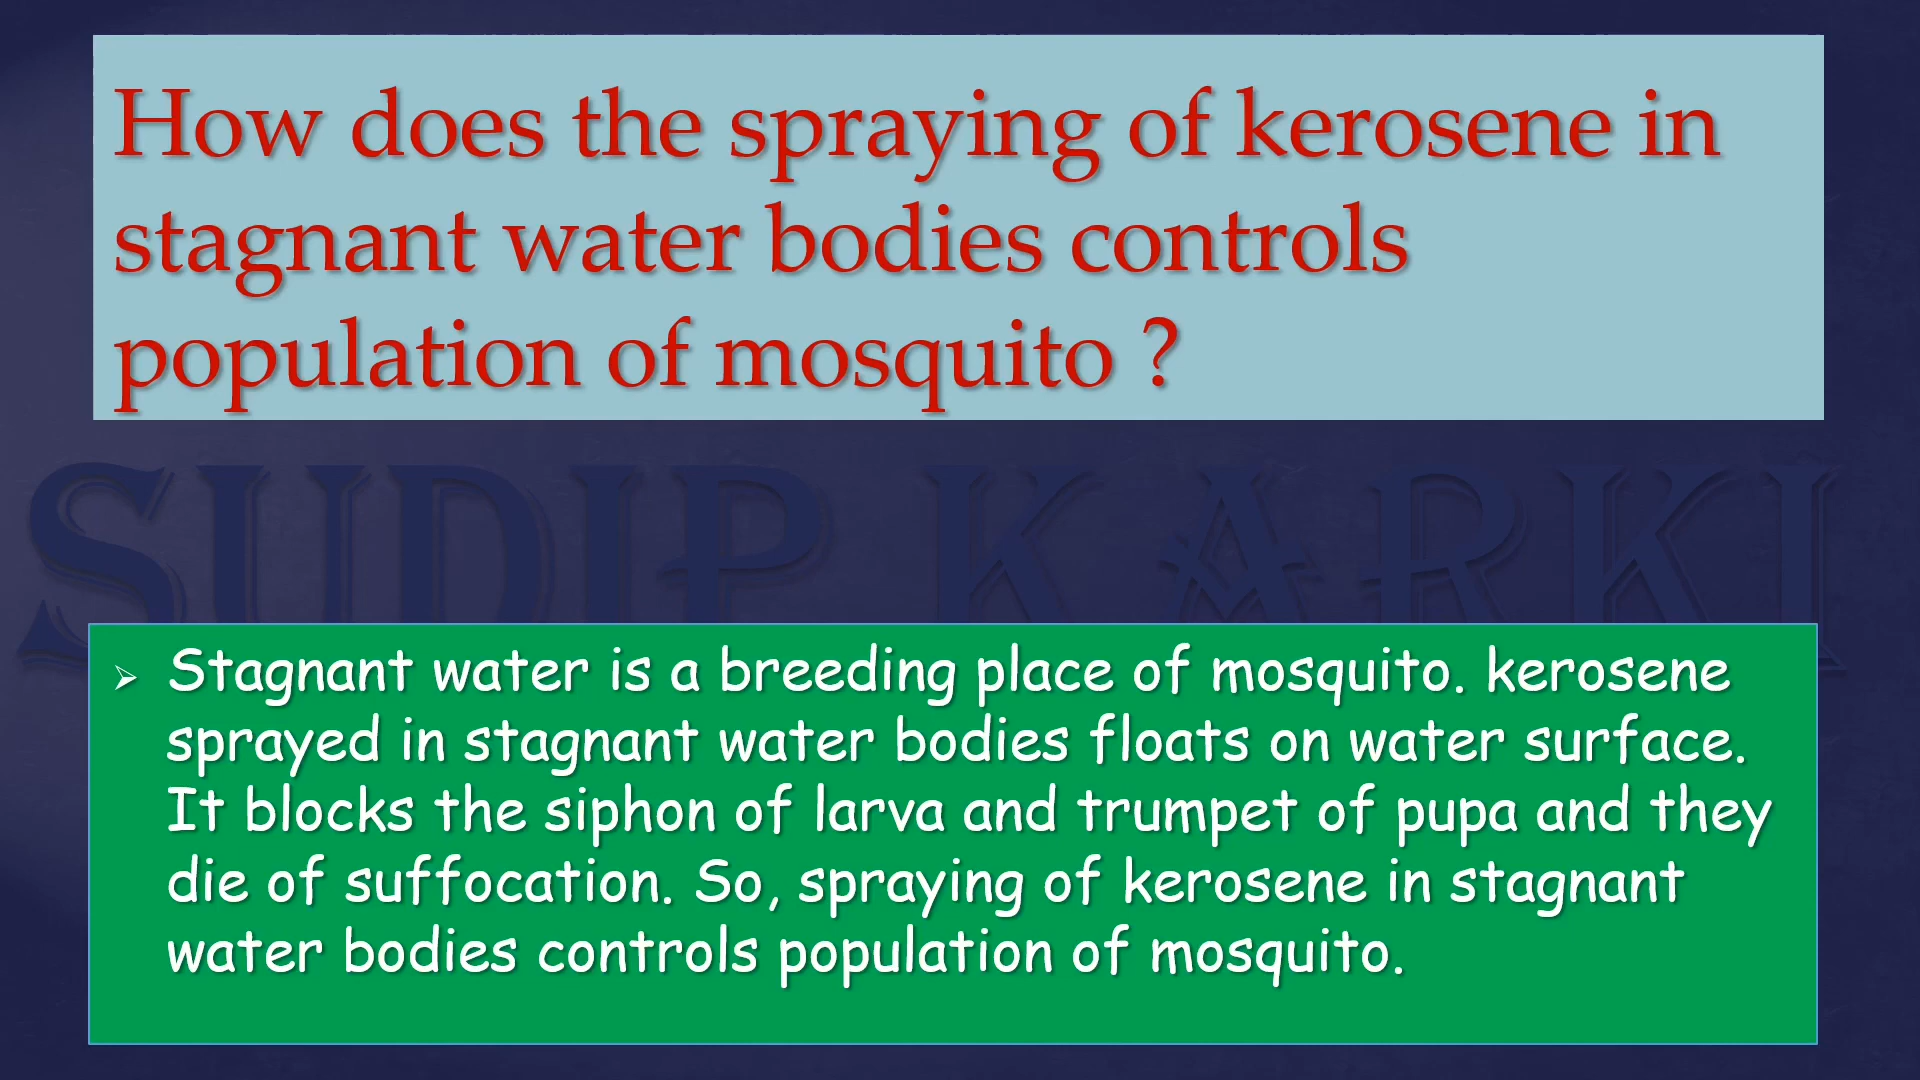 How does the spraying of kerosene in
stagnant water bodies controls
population of mosquito ?
SUDIP KARKI
➢ Stagnant water is a breeding place of mosquito. kerosene
sprayed in stagnant water bodies floats on water surface.
It blocks the siphon of larva and trumpet of pupa and they
die of suffocation. So, spraying of kerosene in stagnant
water bodies controls population of mosquito.